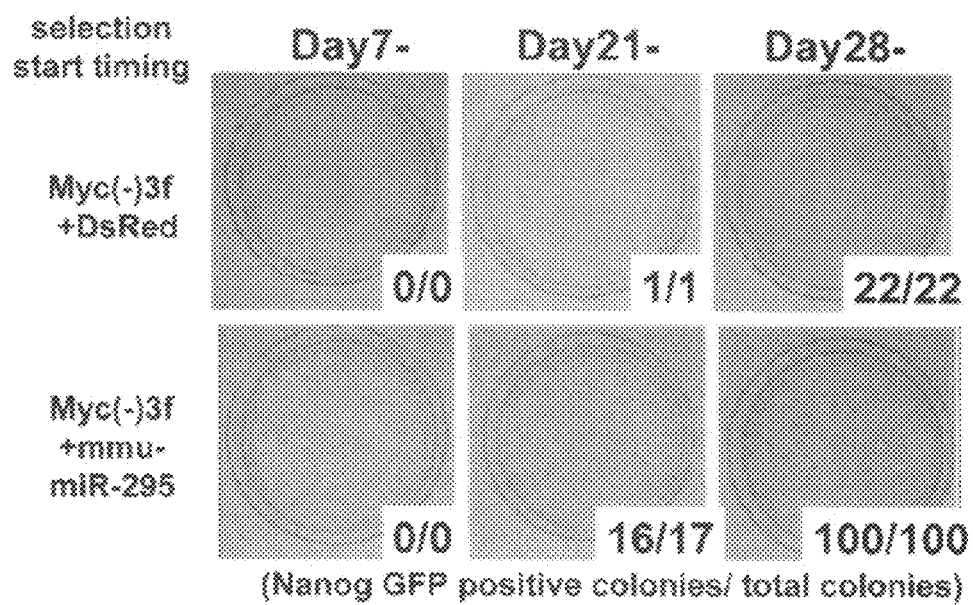 selection
start timing
Day7-
Day21-
Day28-
Myc(-)3f
+DsRed
0/0
1/1
22/22
Myc(-)3f
+mmu-
miR-295
0/0
16/17
100/100
(Nanog GFP positive colonies/ total colonies)